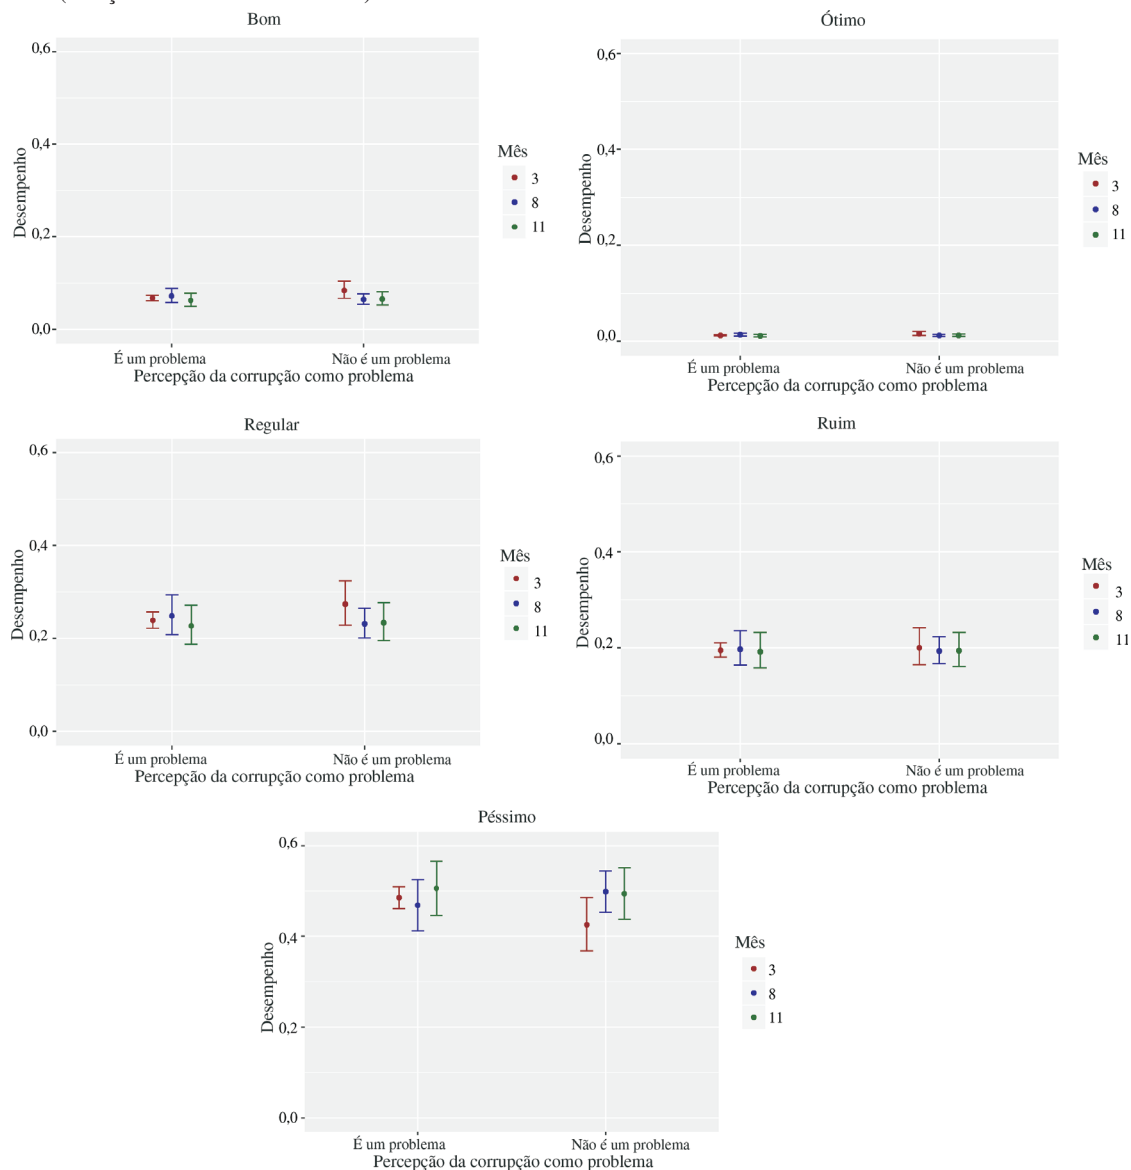 Bom
0,6
0,4
0,2
0,0
Desempenho
É um problema
Não é um problema
Percepção da corrupção como problema
Mês
3
8
11
Ótimo
0,6
0,4
0,2
0,0
Desempenho
É um problema
Não é um problema
Percepção da corrupção como problema
Mês
3
8
11
Regular
0,6
0,4
0,2
0,0
Desempenho
É um problema
Não é um problema
Percepção da corrupção como problema
Mês
3
8
11
Ruim
0,6
0,4
0,2
0,0
Desempenho
É um problema
Não é um problema
Percepção da corrupção como problema
Mês
3
8
11
Péssimo
0,6
0,4
0,2
0,0
Desempenho
É um problema
Não é um problema
Percepção da corrupção como problema
Mês
3
8
11